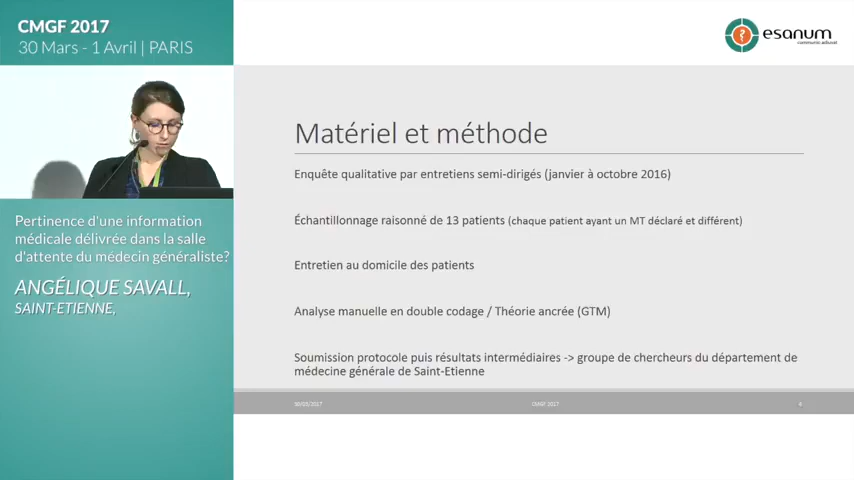 CMGF 2017
30 Mars - 1 Avril | PARIS
esanum
Pertinence d'une information
médicale délivrée dans la salle
d'attente du médecin généraliste?
ANGÉLIQUE SAVALL,
SAINT-ETIENNE,
Matériel et méthode
Enquête qualitative par entretiens semi-dirigés (janvier à octobre 2016)
Échantillonnage raisonné de 13 patients (chaque patient ayant un MT déclaré et différent)
Entretien au domicile des patients
Analyse manuelle en double codage / Théorie ancrée (GTM)
Soumission protocole puis résultats intermédiaires -> groupe de chercheurs du département de
médecine générale de Saint-Etienne
CMGF 2017
4